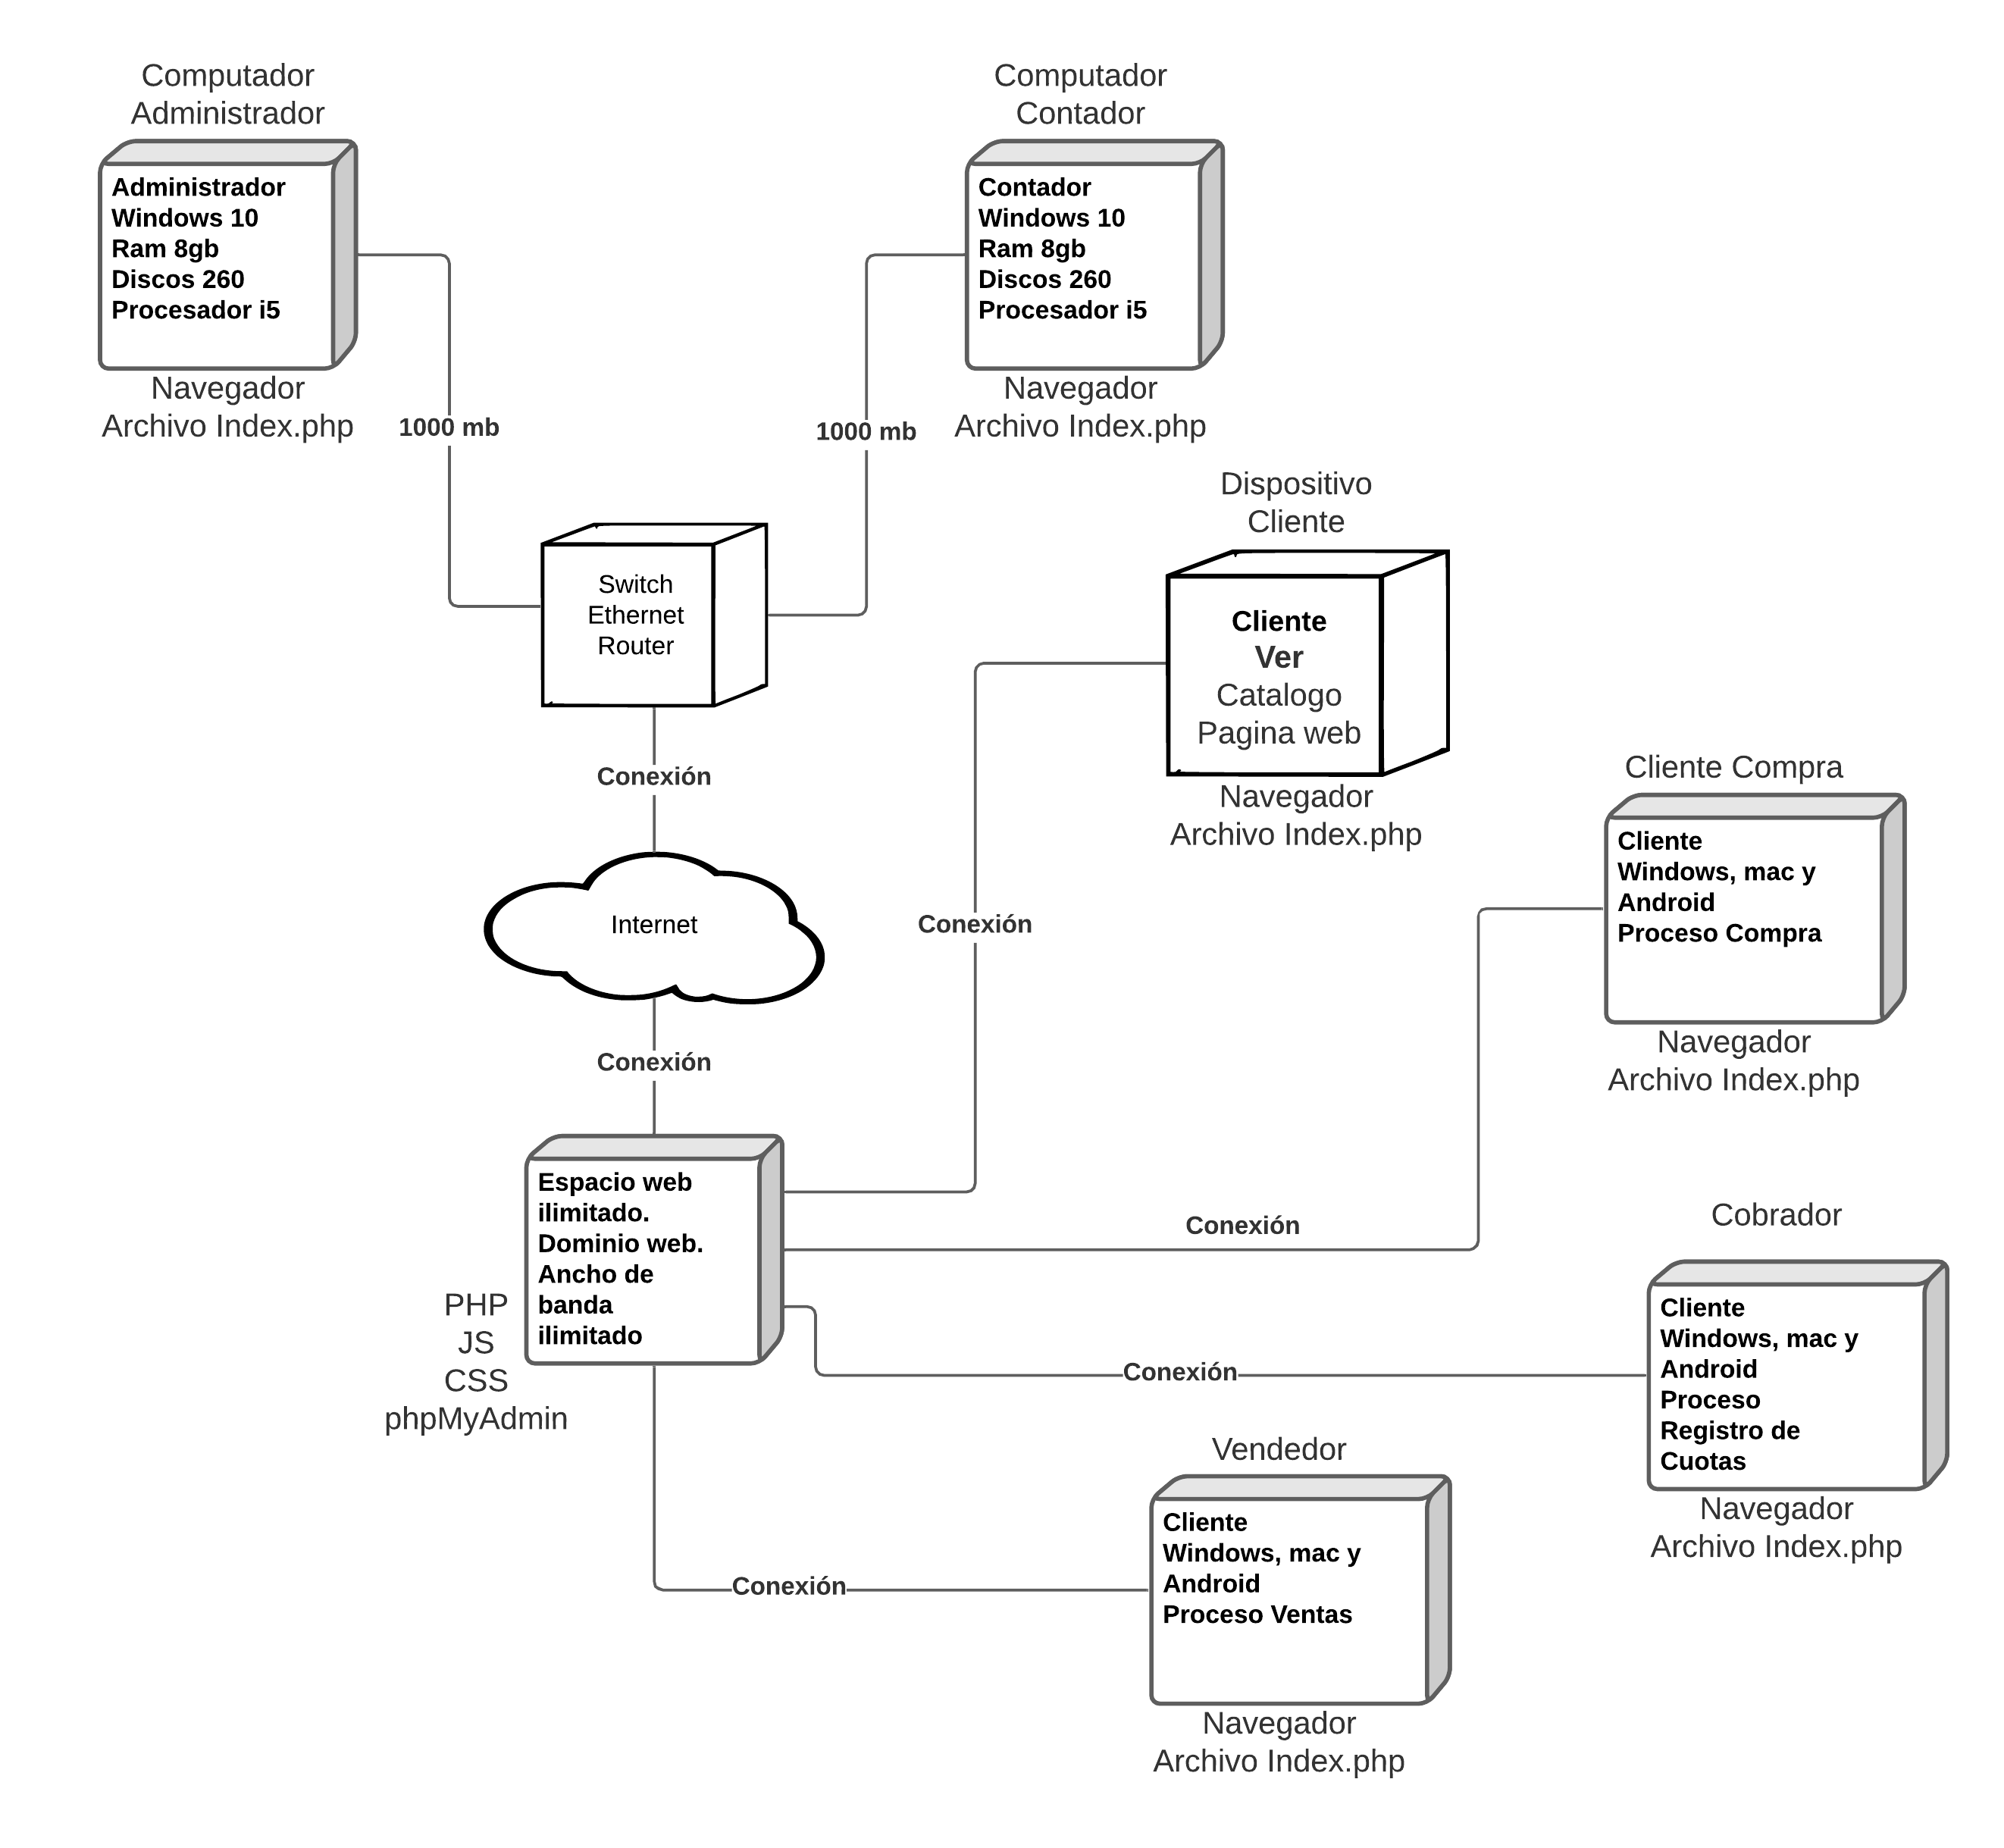 Computador
Administrador
Administrador
Windows 10
Ram 8gb
Discos 260
Procesador i5
Navegador
Archivo Index.php
1000 mb
Computador
Contador
Contador
Windows 10
Ram 8gb
Discos 260
Procesador i5
Navegador
Archivo Index.php
1000 mb
Switch
Ethernet
Router
Conexión
Internet
Conexión
Dispositivo
Cliente
Cliente
Ver
Catalogo
Pagina web
Navegador
Archivo Index.php
Conexión
Cliente Compra
Cliente
Windows, mac y
Android
Proceso Compra
Navegador
Archivo Index.php
Conexión
Espacio web
ilimitado.
Dominio web.
Ancho de
banda
ilimitado
PHP
JS
CSS
phpMyAdmin
Cobrador
Cliente
Windows, mac y
Android
Proceso
Registro de
Cuotas
Navegador
Archivo Index.php
Conexión
Vendedor
Cliente
Windows, mac y
Android
Proceso Ventas
Navegador
Archivo Index.php
Conexión